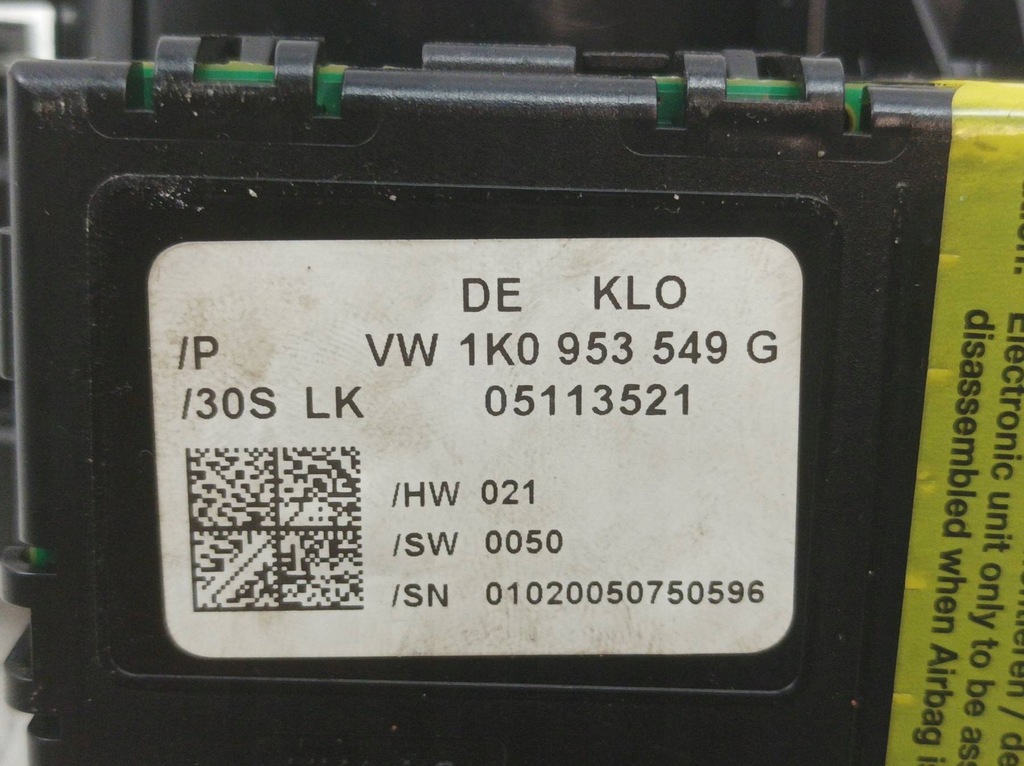 DE KLO
/P VW 1K0 953 549 G
/30S LK 05113521
/HW 021
/SW 0050
/SN 01020050750596
Electronic unit only to be
disassembled when Airbag